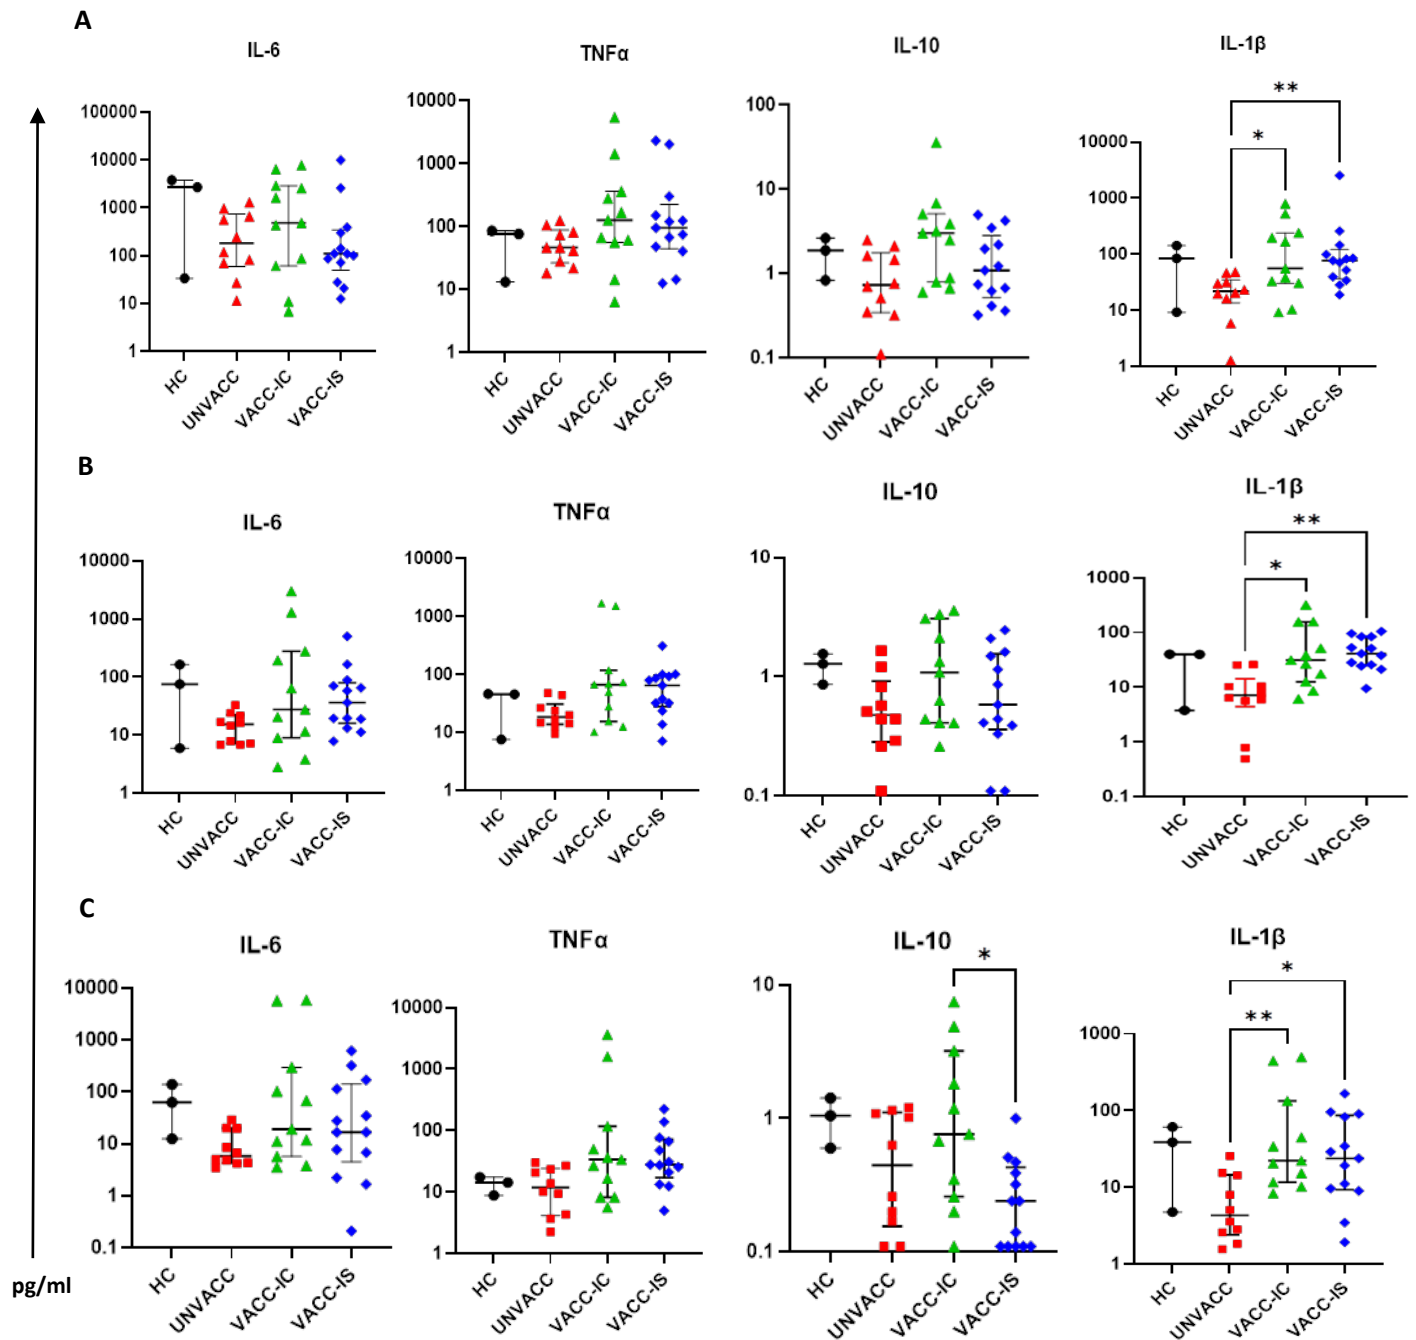 A
IL-6
TNFα
IL-10
IL-1β
100000
10000
1000
100
10
1
HC
UNVACC
VACC-IC
VACC-IS
10000
1000
100
10
1
HC
UNVACC
VACC-IC
VACC-IS
100
10
1
0.1
HC
UNVACC
VACC-IC
VACC-IS
**
*
10000
1000
100
10
1
HC
UNVACC
VACC-IC
VACC-IS
B
IL-6
TNFα
IL-10
IL-1β
10000
1000
100
10
1
HC
UNVACC
VACC-IC
VACC-IS
10000
1000
100
10
1
HC
UNVACC
VACC-IC
VACC-IS
10
1
0.1
HC
UNVACC
VACC-IC
VACC-IS
**
*
1000
100
10
1
0.1
HC
UNVACC
VACC-IC
VACC-IS
C
IL-6
TNFα
IL-10
IL-1β
10000
1000
100
10
1
0.1
HC
UNVACC
VACC-IC
VACC-IS
10000
1000
100
10
1
HC
UNVACC
VACC-IC
VACC-IS
*
10
1
0.1
HC
UNVACC
VACC-IC
VACC-IS
*
**
1000
100
10
1
HC
UNVACC
VACC-IC
VACC-IS
pg/ml